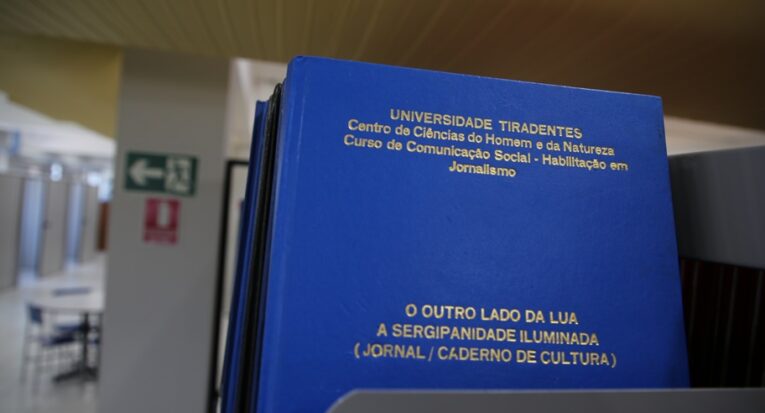 UNIVERSIDADE TIRADENTES
Centro de Ciências do Homem e da Natureza
Curso de Comunicação Social - Habilitação em
Jornalismo
O OUTRO LADO DA LUA
A SERGIPANIDADE ILUMINADA
( JORNAL / CADERNO DE CULTURA )